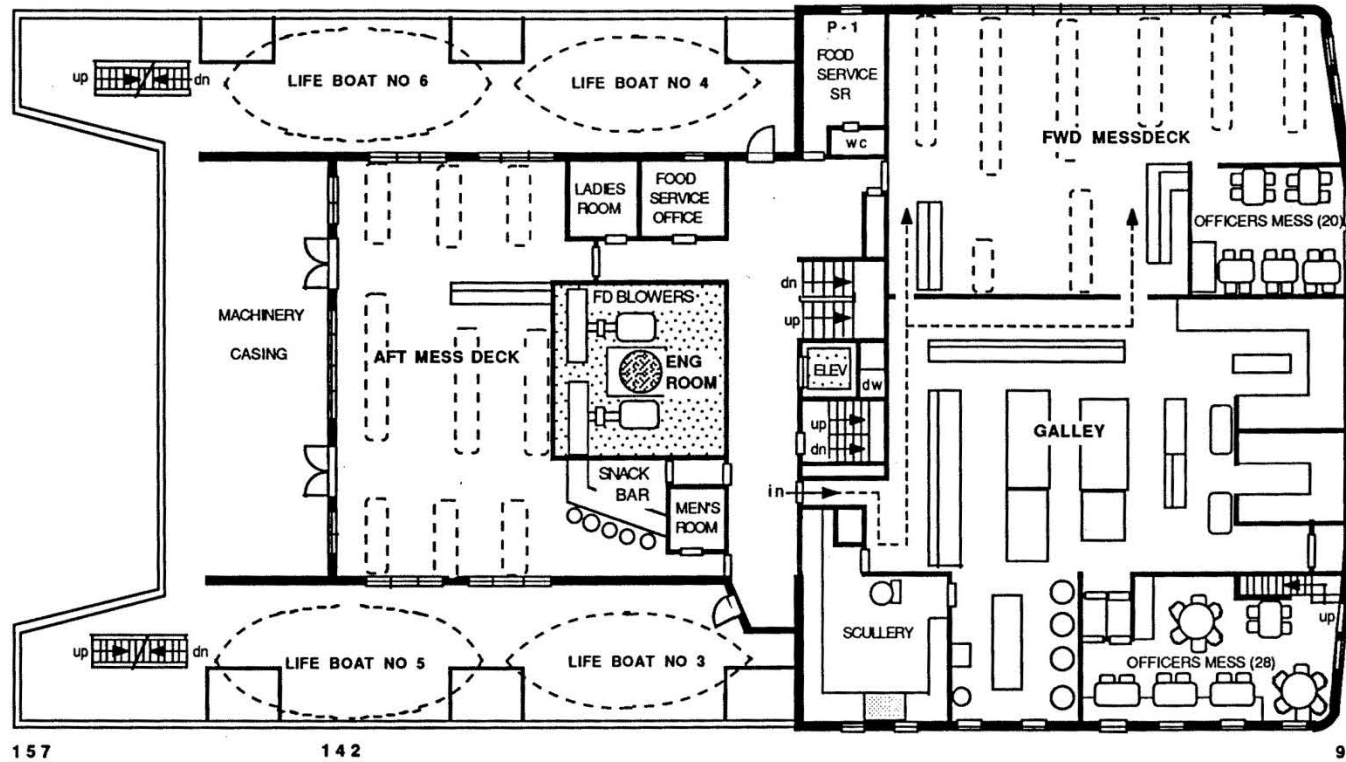 P-1
FOOD
SERVICE
SR
up
dn
LIFE BOAT NO 6
LIFE BOAT NO 4
WC
FWD MESSDECK
LADIES
ROOM
FOOD
SERVICE
OFFICE
OFFICERS MESS (20)
dn
up
FD BLOWERS
MACHINERY
CASING
AFT MESS DECK
ENG
ROOM
ELEV
dw
up
dn
GALLEY
SNACK
BAR
in
MEN'S
ROOM
SCULLERY
up
up
dn
LIFE BOAT NO 5
LIFE BOAT NO 3
OFFICERS MESS (28)
157
142
9